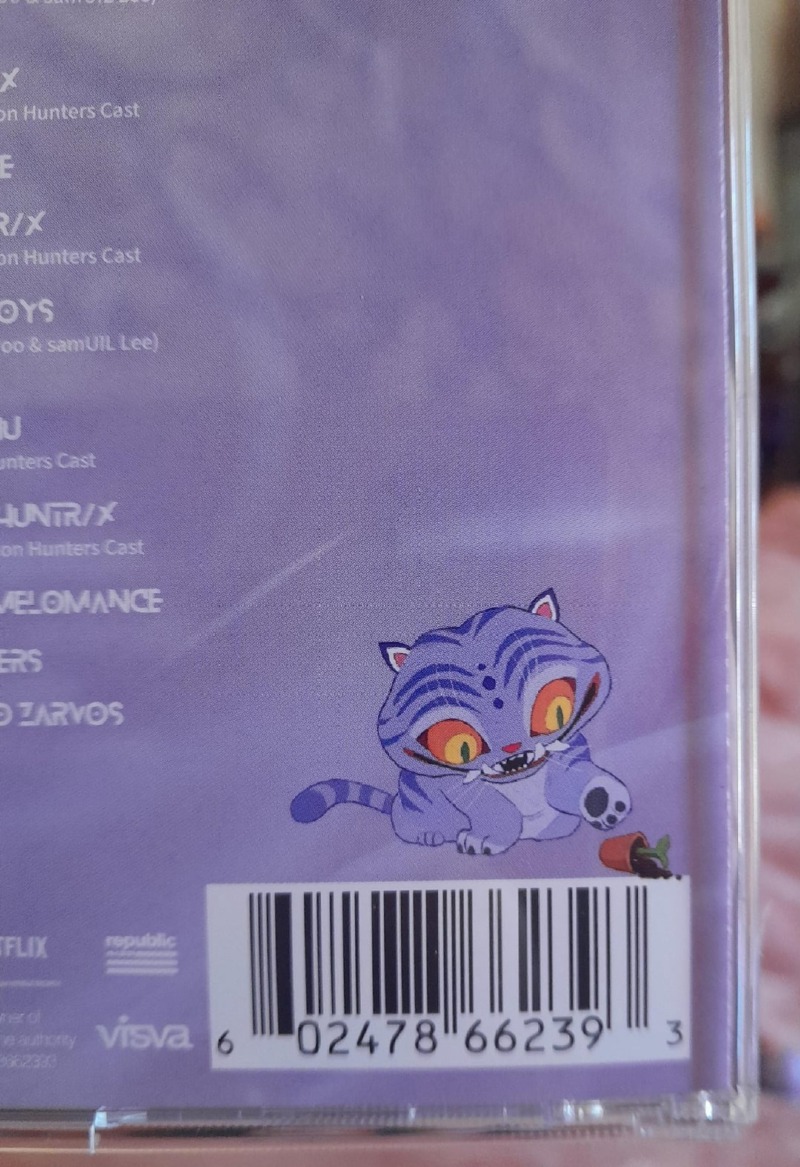 X
on Hunters Cast
E
R/X
on Hunters Cast
OYS
oo & samUIL Lee)
U
unters Cast
HUNTR/X
on Hunters Cast
MELOMANCE
ERS
D ZARVOS
TFLIX
republic
visva
6 02478 66239 3